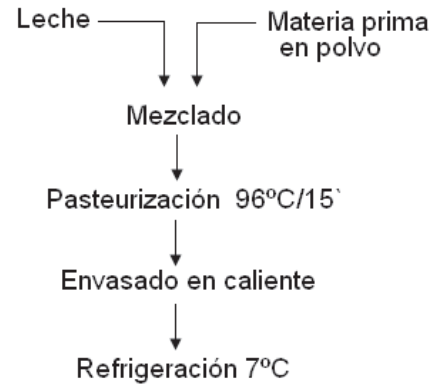 Leche
Materia prima
en polvo
Mezclado
Pasteurización 96ºC/15`
Envasado en caliente
Refrigeración 7ºC